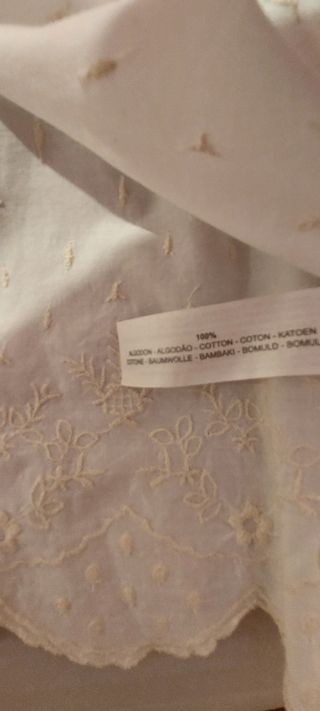 100%
ALGODON - ALGODÃO - COTTON - COTON - KATOEN
COTONE - BAUMWOLLE - BAMBAKI - BOMULD - BOMUL